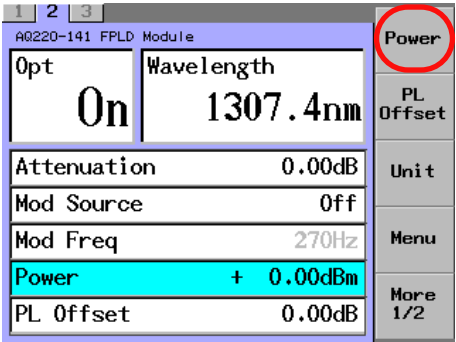 1 2 3
AQ220-141 FPLD Module
Opt
On
Wavelength
1307.4nm
Attenuation 0.00dB
Mod Source Off
Mod Freq 270Hz
Power + 0.00dBm
PL Offset 0.00dB
Power
PL
Offset
Unit
Menu
More
1/2